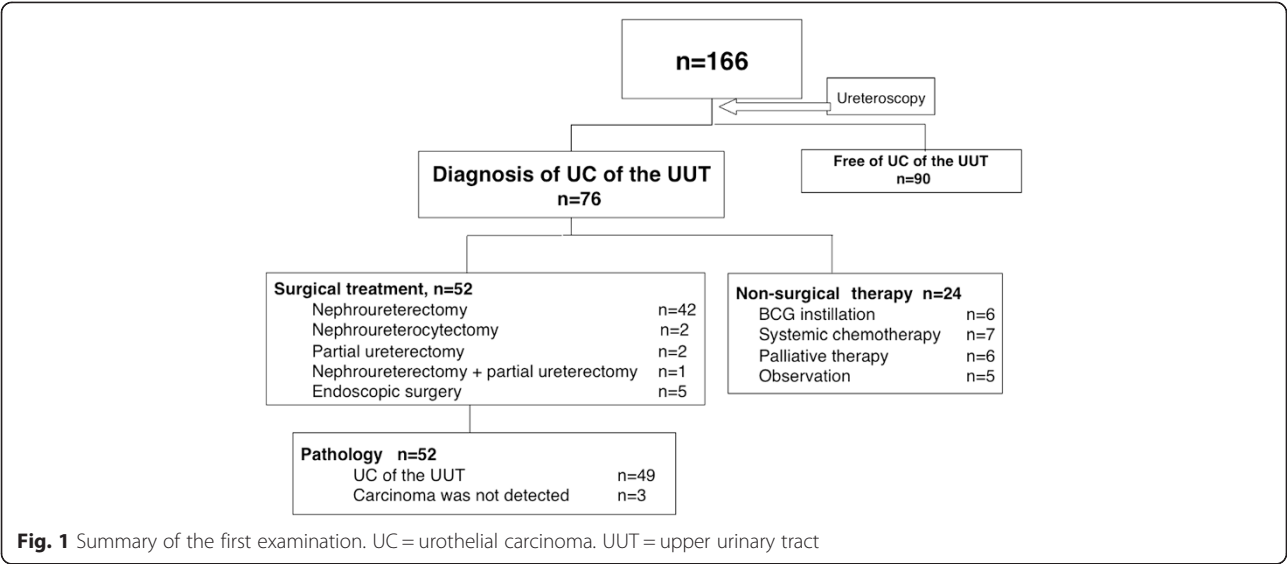 n=166
Ureteroscopy
Diagnosis of UC of the UUT
n=76
Free of UC of the UUT
n=90
Surgical treatment, n=52
Nephroureterectomy n=42
Nephroureterocytectomy n=2
Partial ureterectomy n=2
Nephroureterectomy + partial ureterectomy n=1
Endoscopic surgery n=5
Non-surgical therapy n=24
BCG instillation n=6
Systemic chemotherapy n=7
Palliative therapy n=6
Observation n=5
Pathology n=52
UC of the UUT n=49
Carcinoma was not detected n=3
Fig. 1 Summary of the first examination. UC = urothelial carcinoma. UUT = upper urinary tract